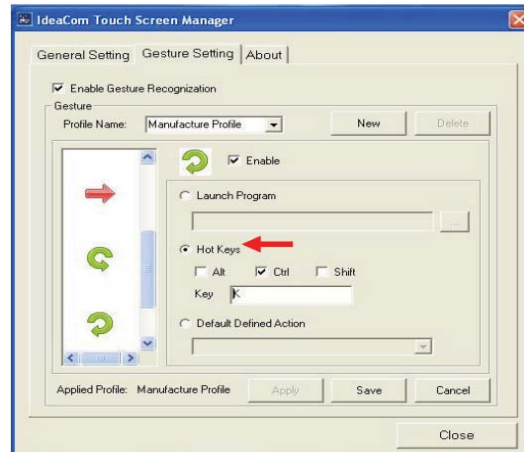 IdeaCom Touch Screen Manager
General Setting Gesture Setting About
Enable Gesture Recognization
Gesture
Profile Name: Manufacture Profile New Delete
Enable
Launch Program
...
Hot Keys
Alt Ctrl Shift
Key K
Default Defined Action
Applied Profile: Manufacture Profile Apply Save Cancel
Close